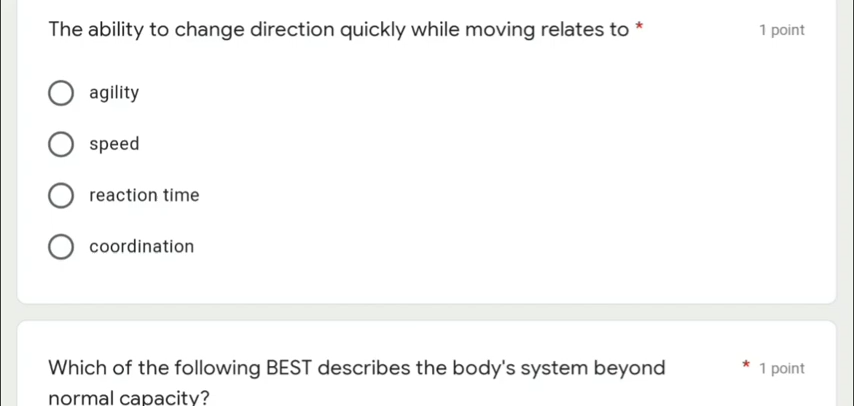 The ability to change direction quickly while moving relates to * 1 point
agility
speed
reaction time
coordination
Which of the following BEST describes the body's system beyond * 1 point
normal capacity?